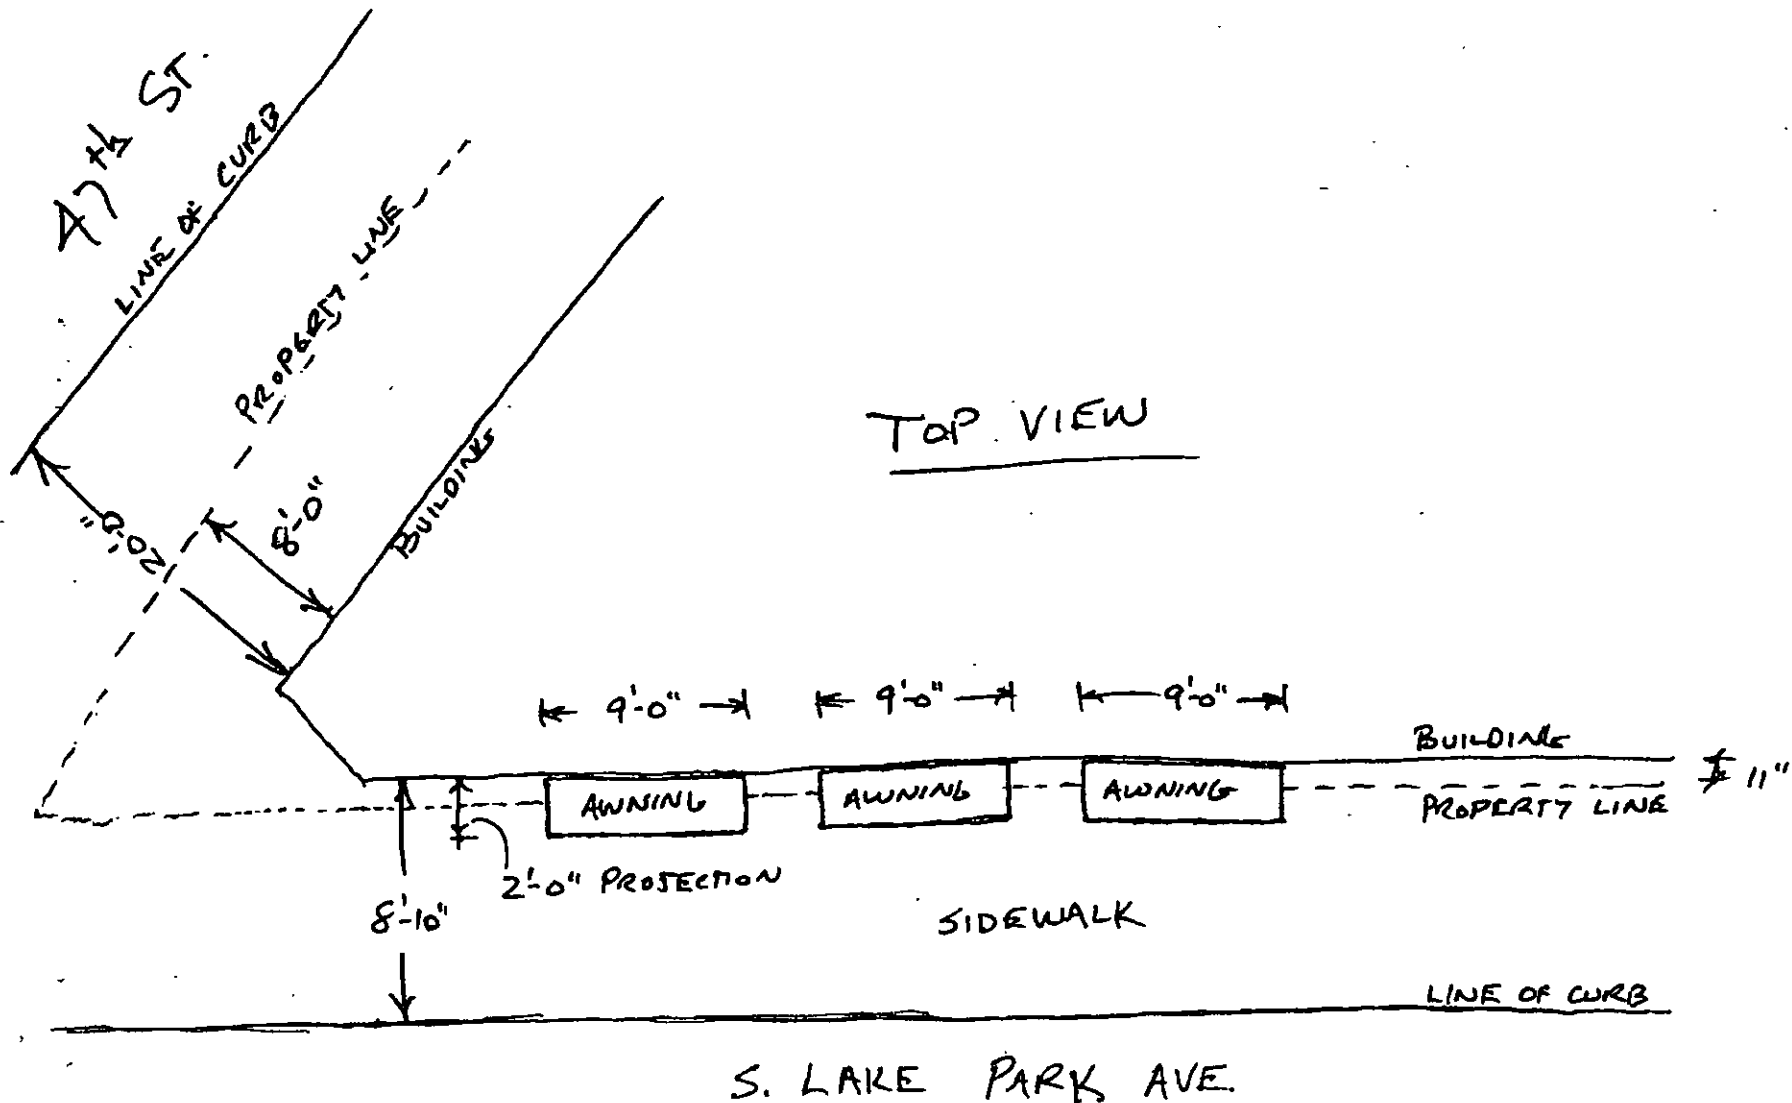 47th ST.
LINE OF CURB
PROPERTY LINE
BUILDING
20'-0"
8'-0"
TOP VIEW
9'-0"
9'-0"
9'-0"
BUILDING
11"
AWNING
AWNING
AWNING
PROPERTY LINE
2'-0" PROJECTION
8'-10"
SIDEWALK
LINE OF CURB
S. LAKE PARK AVE.